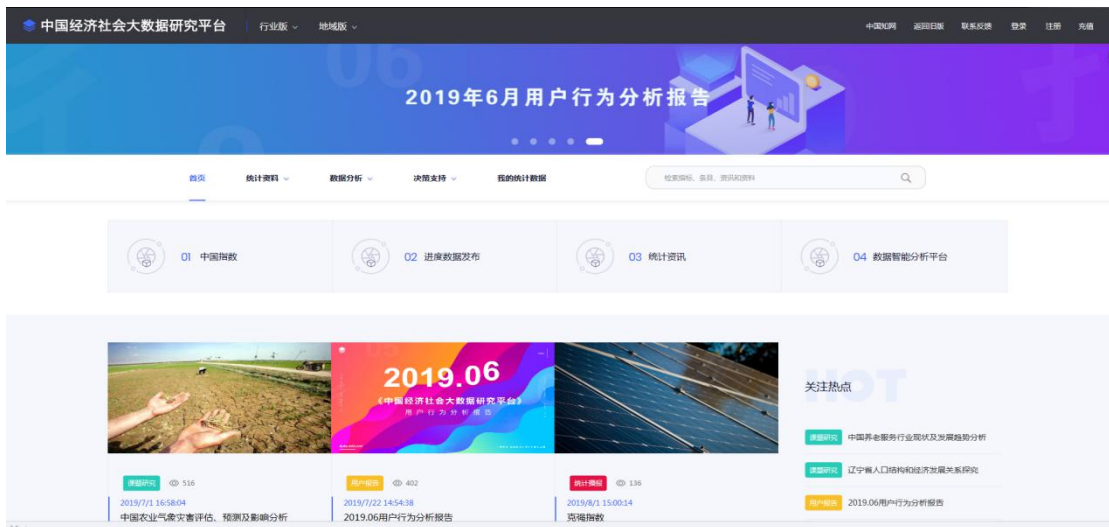 中国经济社会大数据研究平台 行业版 地域版 中国知网 返回旧版 联系反馈 登录 注册 充值
2019年6月用户行为分析报告
首页 统计资料 数据分析 决策支持 我的统计数据 检索指标、条目、资讯和资料
01 中国指数 02 进度数据发布 03 统计资讯 04 数据智能分析平台
2019.06
《中国经济社会大数据研究平台》
用户行为分析报告
HOT
关注热点
课题研究 中国养老服务行业现状及发展趋势分析
课题研究 辽宁省人口结构和经济发展关系探究
用户报告 2019.06用户行为分析报告
课题研究 516 用户报告 402 统计摘报 136
2019/7/1 16:58:04 2019/7/22 14:54:38 2019/8/1 15:00:14
中国农业气象灾害评估、预测及影响分析 2019.06用户行为分析报告 克强指数